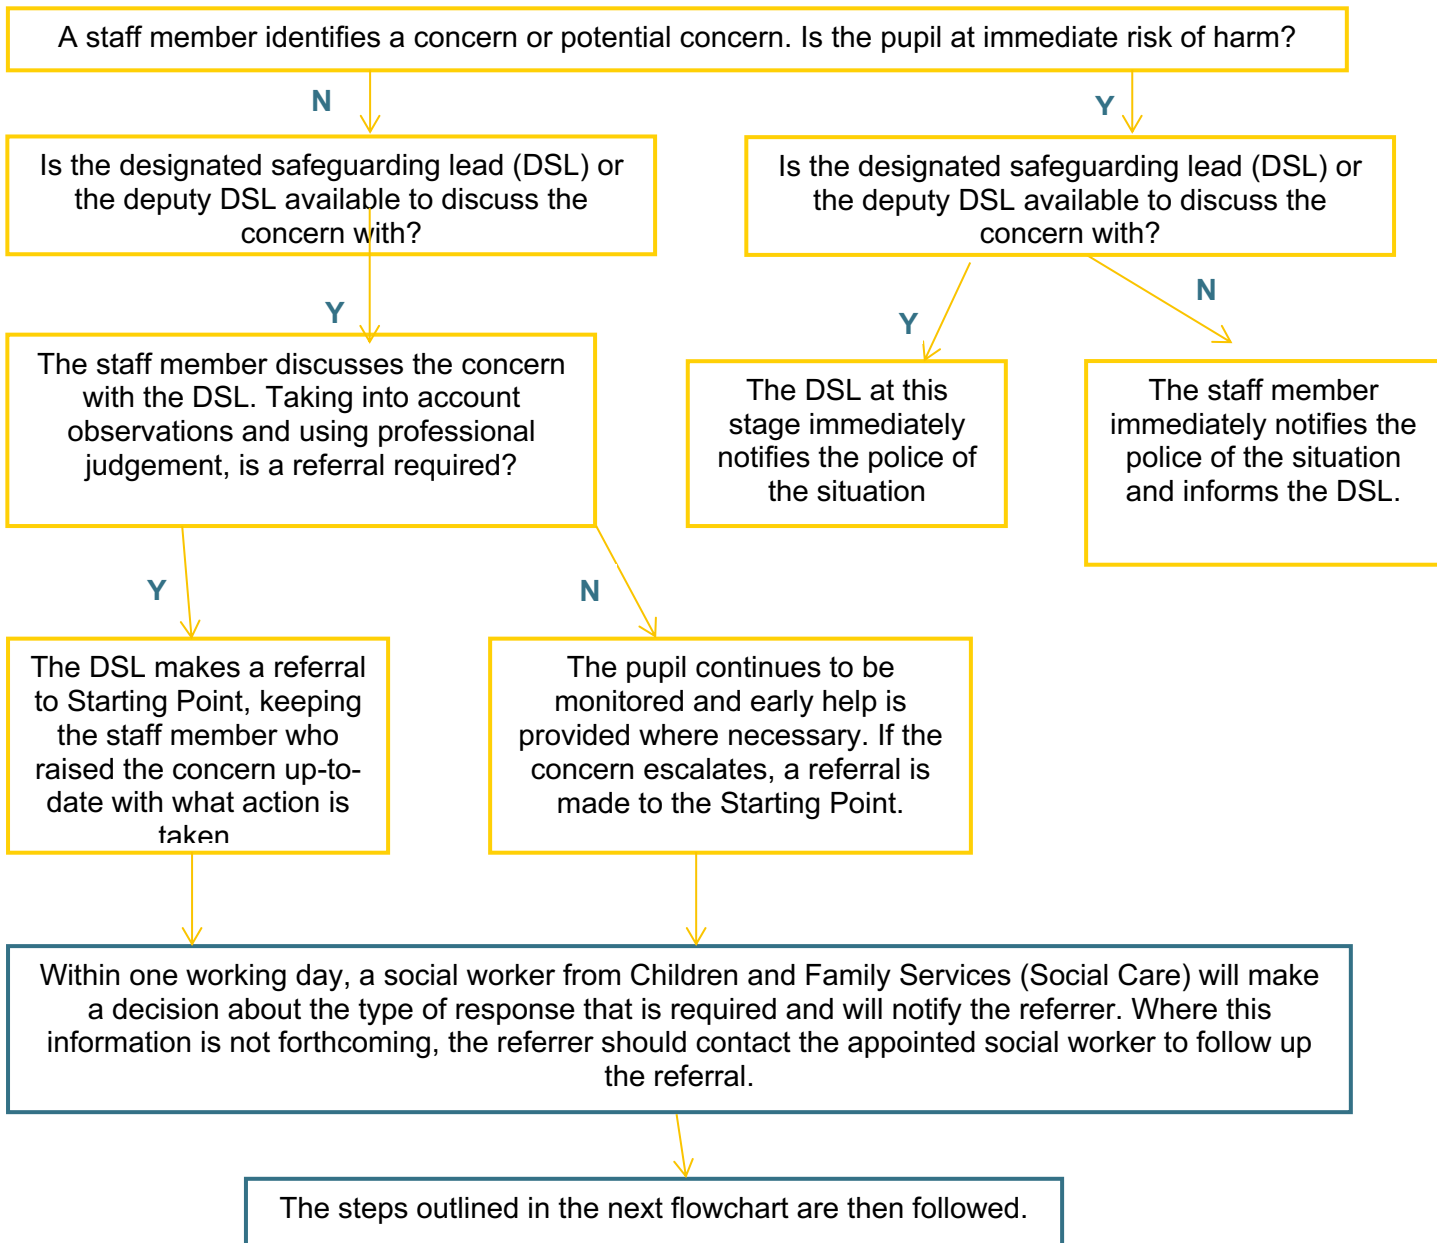 A staff member identifies a concern or potential concern. Is the pupil at immediate risk of harm?
N
Y
Is the designated safeguarding lead (DSL) or
the deputy DSL available to discuss the
concern with?
Is the designated safeguarding lead (DSL) or
the deputy DSL available to discuss the
concern with?
Y
Y
N
The staff member discusses the concern
with the DSL. Taking into account
observations and using professional
judgement, is a referral required?
The DSL at this
stage immediately
notifies the police of
the situation
The staff member
immediately notifies the
police of the situation
and informs the DSL.
Y
N
The DSL makes a referral
to Starting Point, keeping
the staff member who
raised the concern up-to-
date with what action is
taken
The pupil continues to be
monitored and early help is
provided where necessary. If the
concern escalates, a referral is
made to the Starting Point.
Within one working day, a social worker from Children and Family Services (Social Care) will make
a decision about the type of response that is required and will notify the referrer. Where this
information is not forthcoming, the referrer should contact the appointed social worker to follow up
the referral.
The steps outlined in the next flowchart are then followed.